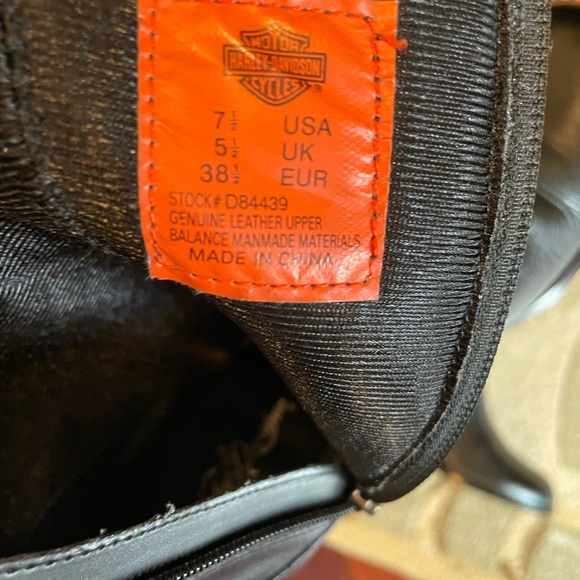 MOTOR
HARLEY-DAVIDSON
CYCLES
®
7½ USA
5½ UK
38½ EUR
STOCK# D84439
GENUINE LEATHER UPPER
BALANCE MANMADE MATERIALS
MADE IN CHINA